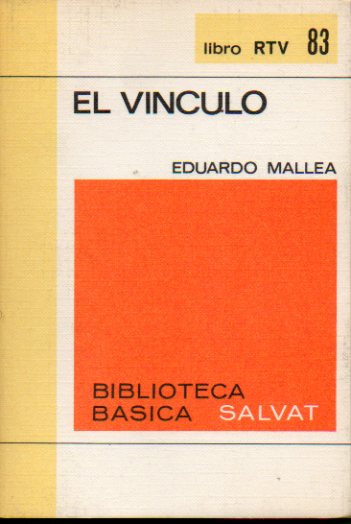 libro RTV 83
EL VINCULO
EDUARDO MALLEA
BIBLIOTECA
BASICA SALVAT